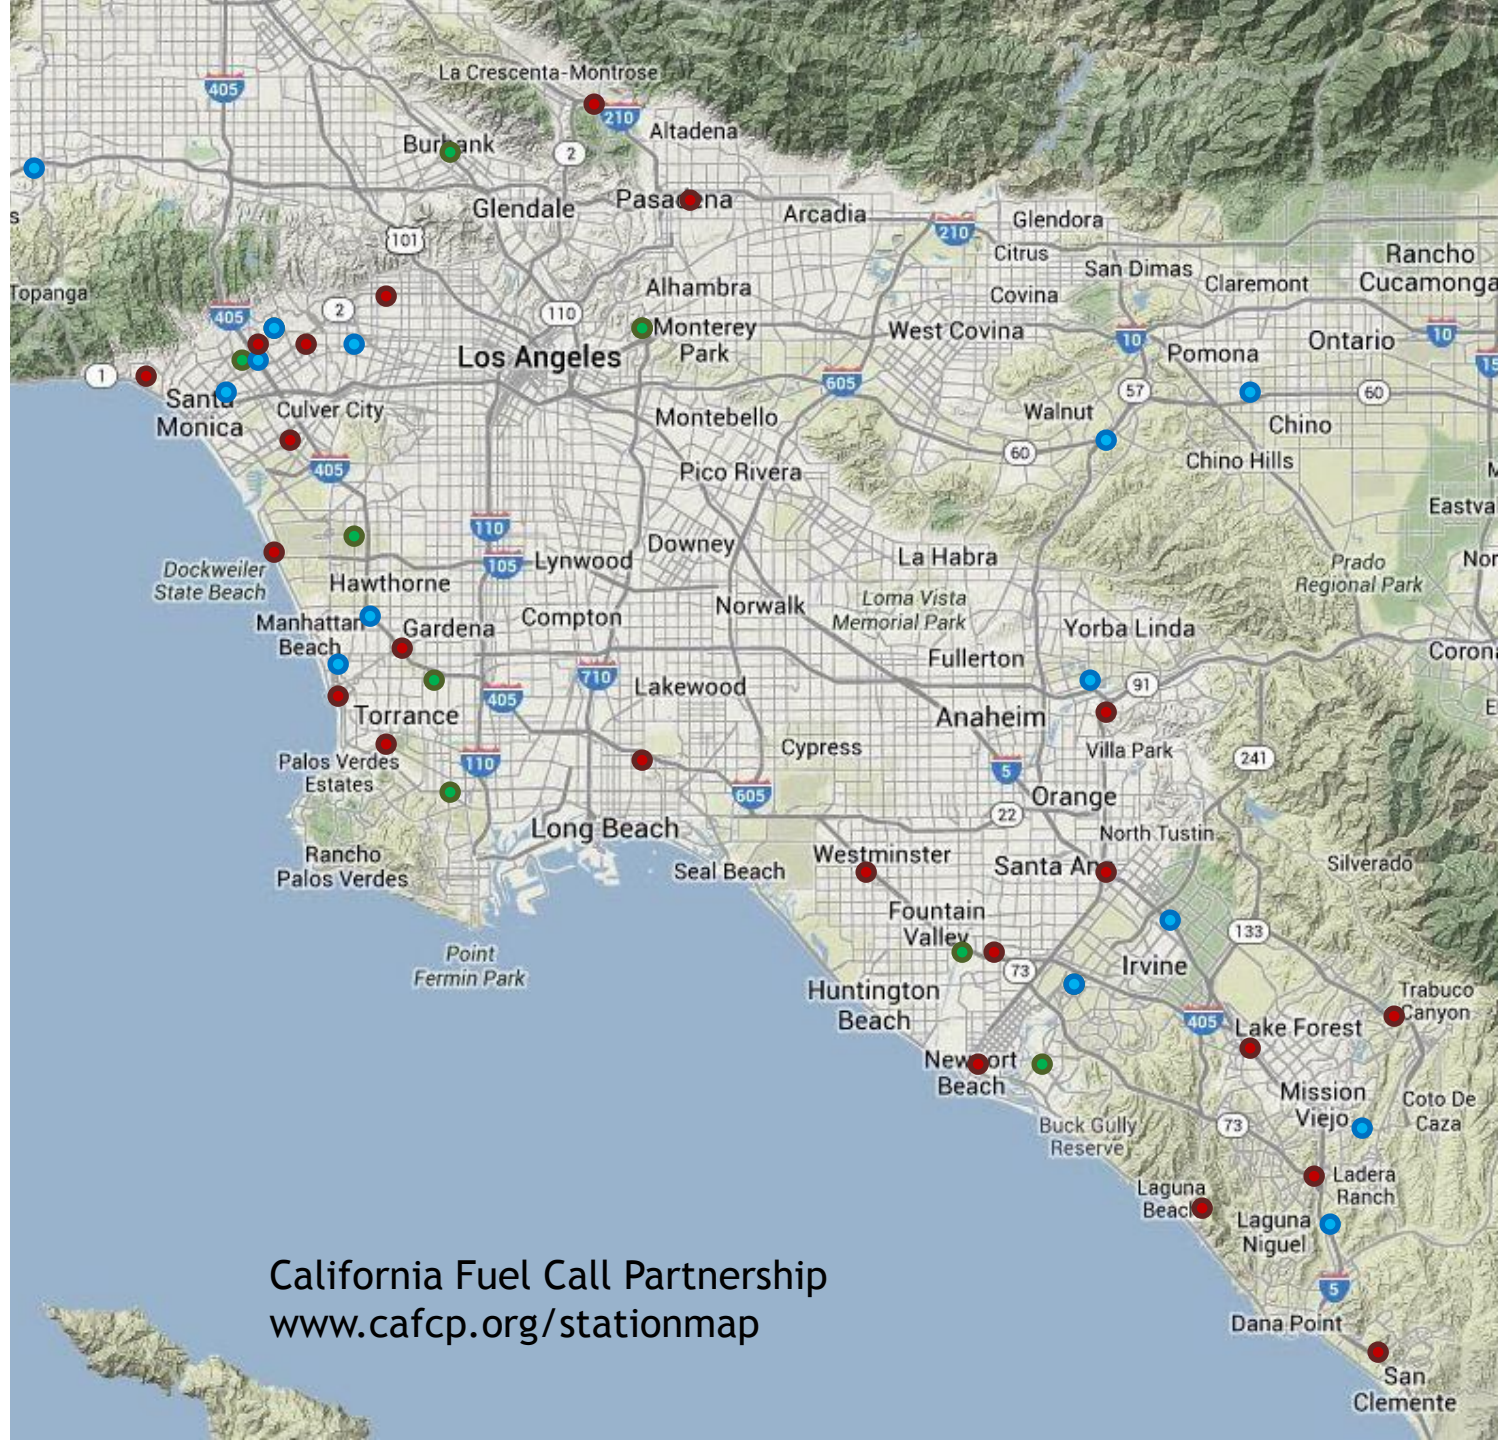 La Crescenta-Montrose
405
210
Altadena
Burbank
2
Pasadena
Glendale
Arcadia
Glendora
210
101
Citrus
Rancho
Cucamonga
San Dimas
Claremont
Topanga
Alhambra
Covina
405
2
110
Monterey
Park
West Covina
10
Ontario
10
15
Los Angeles
Pomona
1
605
57
60
Santa
Monica
Culver City
Montebello
Walnut
Chino
405
Pico Rivera
60
Chino Hills
Eastva
110
Downey
Lynwood
105
La Habra
Dockweiler
State Beach
Hawthorne
Prado
Regional Park
Nor
Norwalk
Loma Vista
Memorial Park
Manhattan
Beach
Gardena
Compton
Yorba Linda
Fullerton
Corona
710
Lakewood
91
405
Torrance
Anaheim
E
Cypress
Villa Park
241
Palos Verdes
Estates
110
5
605
Orange
Long Beach
22
North Tustin
Rancho
Palos Verdes
Seal Beach
Westminster
Santa Ana
Silverado
Fountain
Valley
133
Point
Fermin Park
73
Irvine
Huntington
Beach
Trabuco
Canyon
405
Lake Forest
Newport
Beach
Mission
Viejo
Coto De
Caza
Buck Gully
Reserve
73
Laguna
Beach
Ladera
Ranch
Laguna
Niguel
California Fuel Call Partnership
www.cafcp.org/stationmap
5
Dana Point
San
Clemente